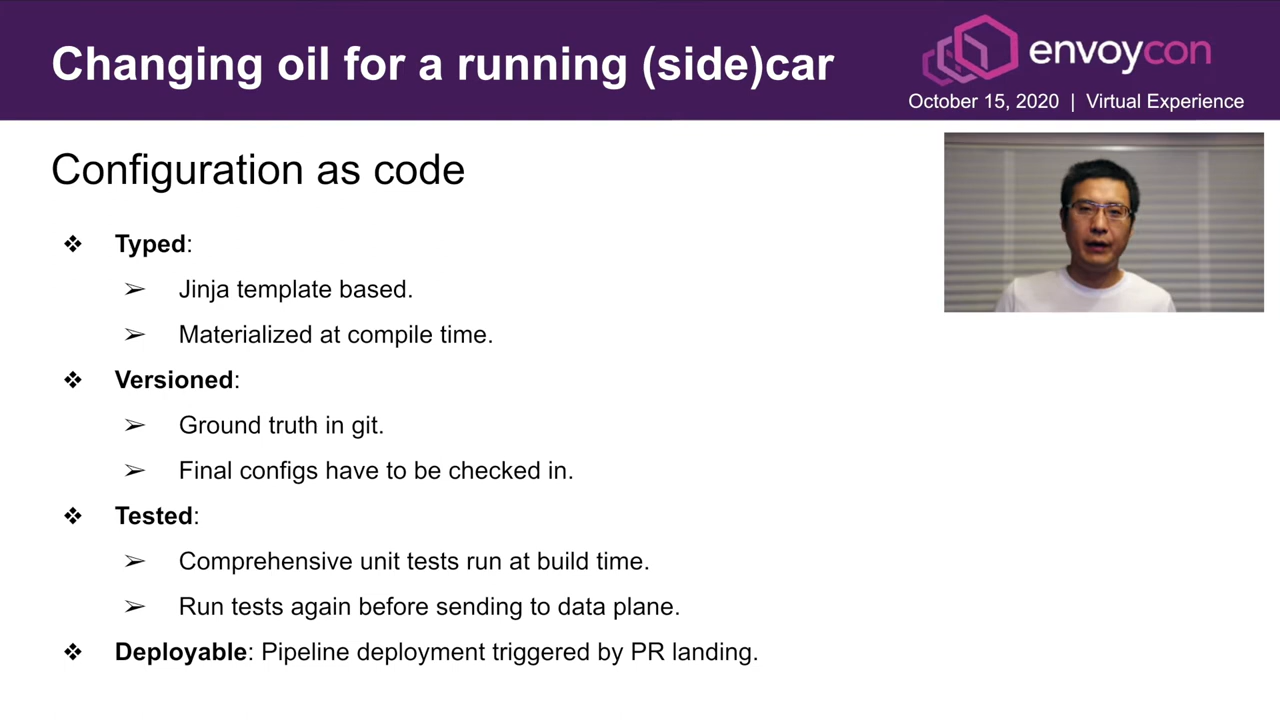 Changing oil for a running (side)car
envoycon
October 15, 2020 | Virtual Experience
Configuration as code
❖ Typed:
➢ Jinja template based.
➢ Materialized at compile time.
❖ Versioned:
➢ Ground truth in git.
➢ Final configs have to be checked in.
❖ Tested:
➢ Comprehensive unit tests run at build time.
➢ Run tests again before sending to data plane.
❖ Deployable: Pipeline deployment triggered by PR landing.